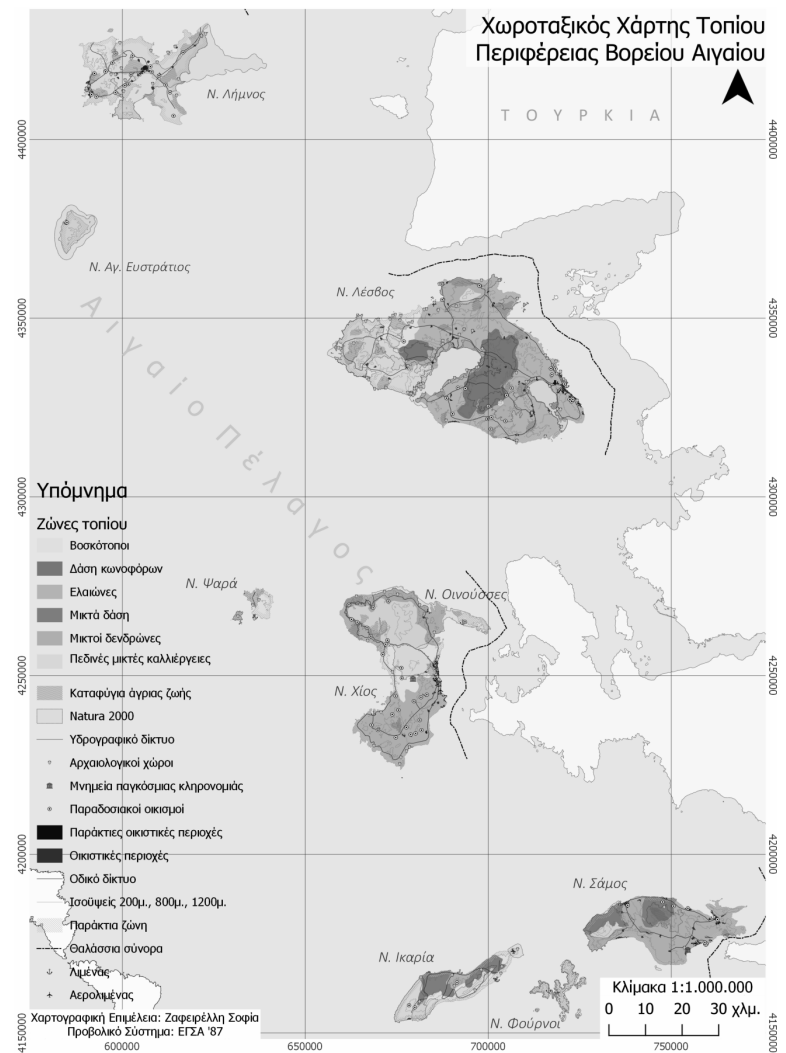 Χωροταξικός Χάρτης Τοπίου
Περιφέρειας Βορείου Αιγαίου
Ν. Λήμνος
ΤΟΥΡΚΙΑ
4400000
4400000
Ν. Αγ. Ευστράτιος
Ν. Λέσβος
4350000
4350000
Αιγαίο Πέλαγος
4300000
4300000
Ν. Ψαρά
Ν. Οινούσσες
4250000
4250000
Ν. Χίος
4200000
4200000
Ν. Σάμος
Ν. Ικαρία
Ν. Φούρνοι
4150000
4150000
Υπόμνημα
Ζώνες τοπίου
Βοσκότοποι
Δάση κωνοφόρων
Ελαιώνες
Μικτά δάση
Μικτοί δενδρώνες
Πεδινές μικτές καλλιέργειες
Καταφύγια άγριας ζωής
Natura 2000
Υδρογραφικό δίκτυο
Αρχαιολογικοί χώροι
Μνημεία παγκόσμιας κληρονομιάς
Παραδοσιακοί οικισμοί
Παράκτιες οικιστικές περιοχές
Οικιστικές περιοχές
Οδικό δίκτυο
Ισοϋψείς 200μ., 800μ., 1200μ.
Παράκτια ζώνη
Θαλάσσια σύνορα
Λιμένας
Αερολιμένας
Χαρτογραφική Επιμέλεια: Ζαφειρέλλη Σοφία
Προβολικό Σύστημα: ΕΓΣΑ '87
Κλίμακα 1:1.000.000
0 10 20 30 χλμ.
600000
650000
700000
750000